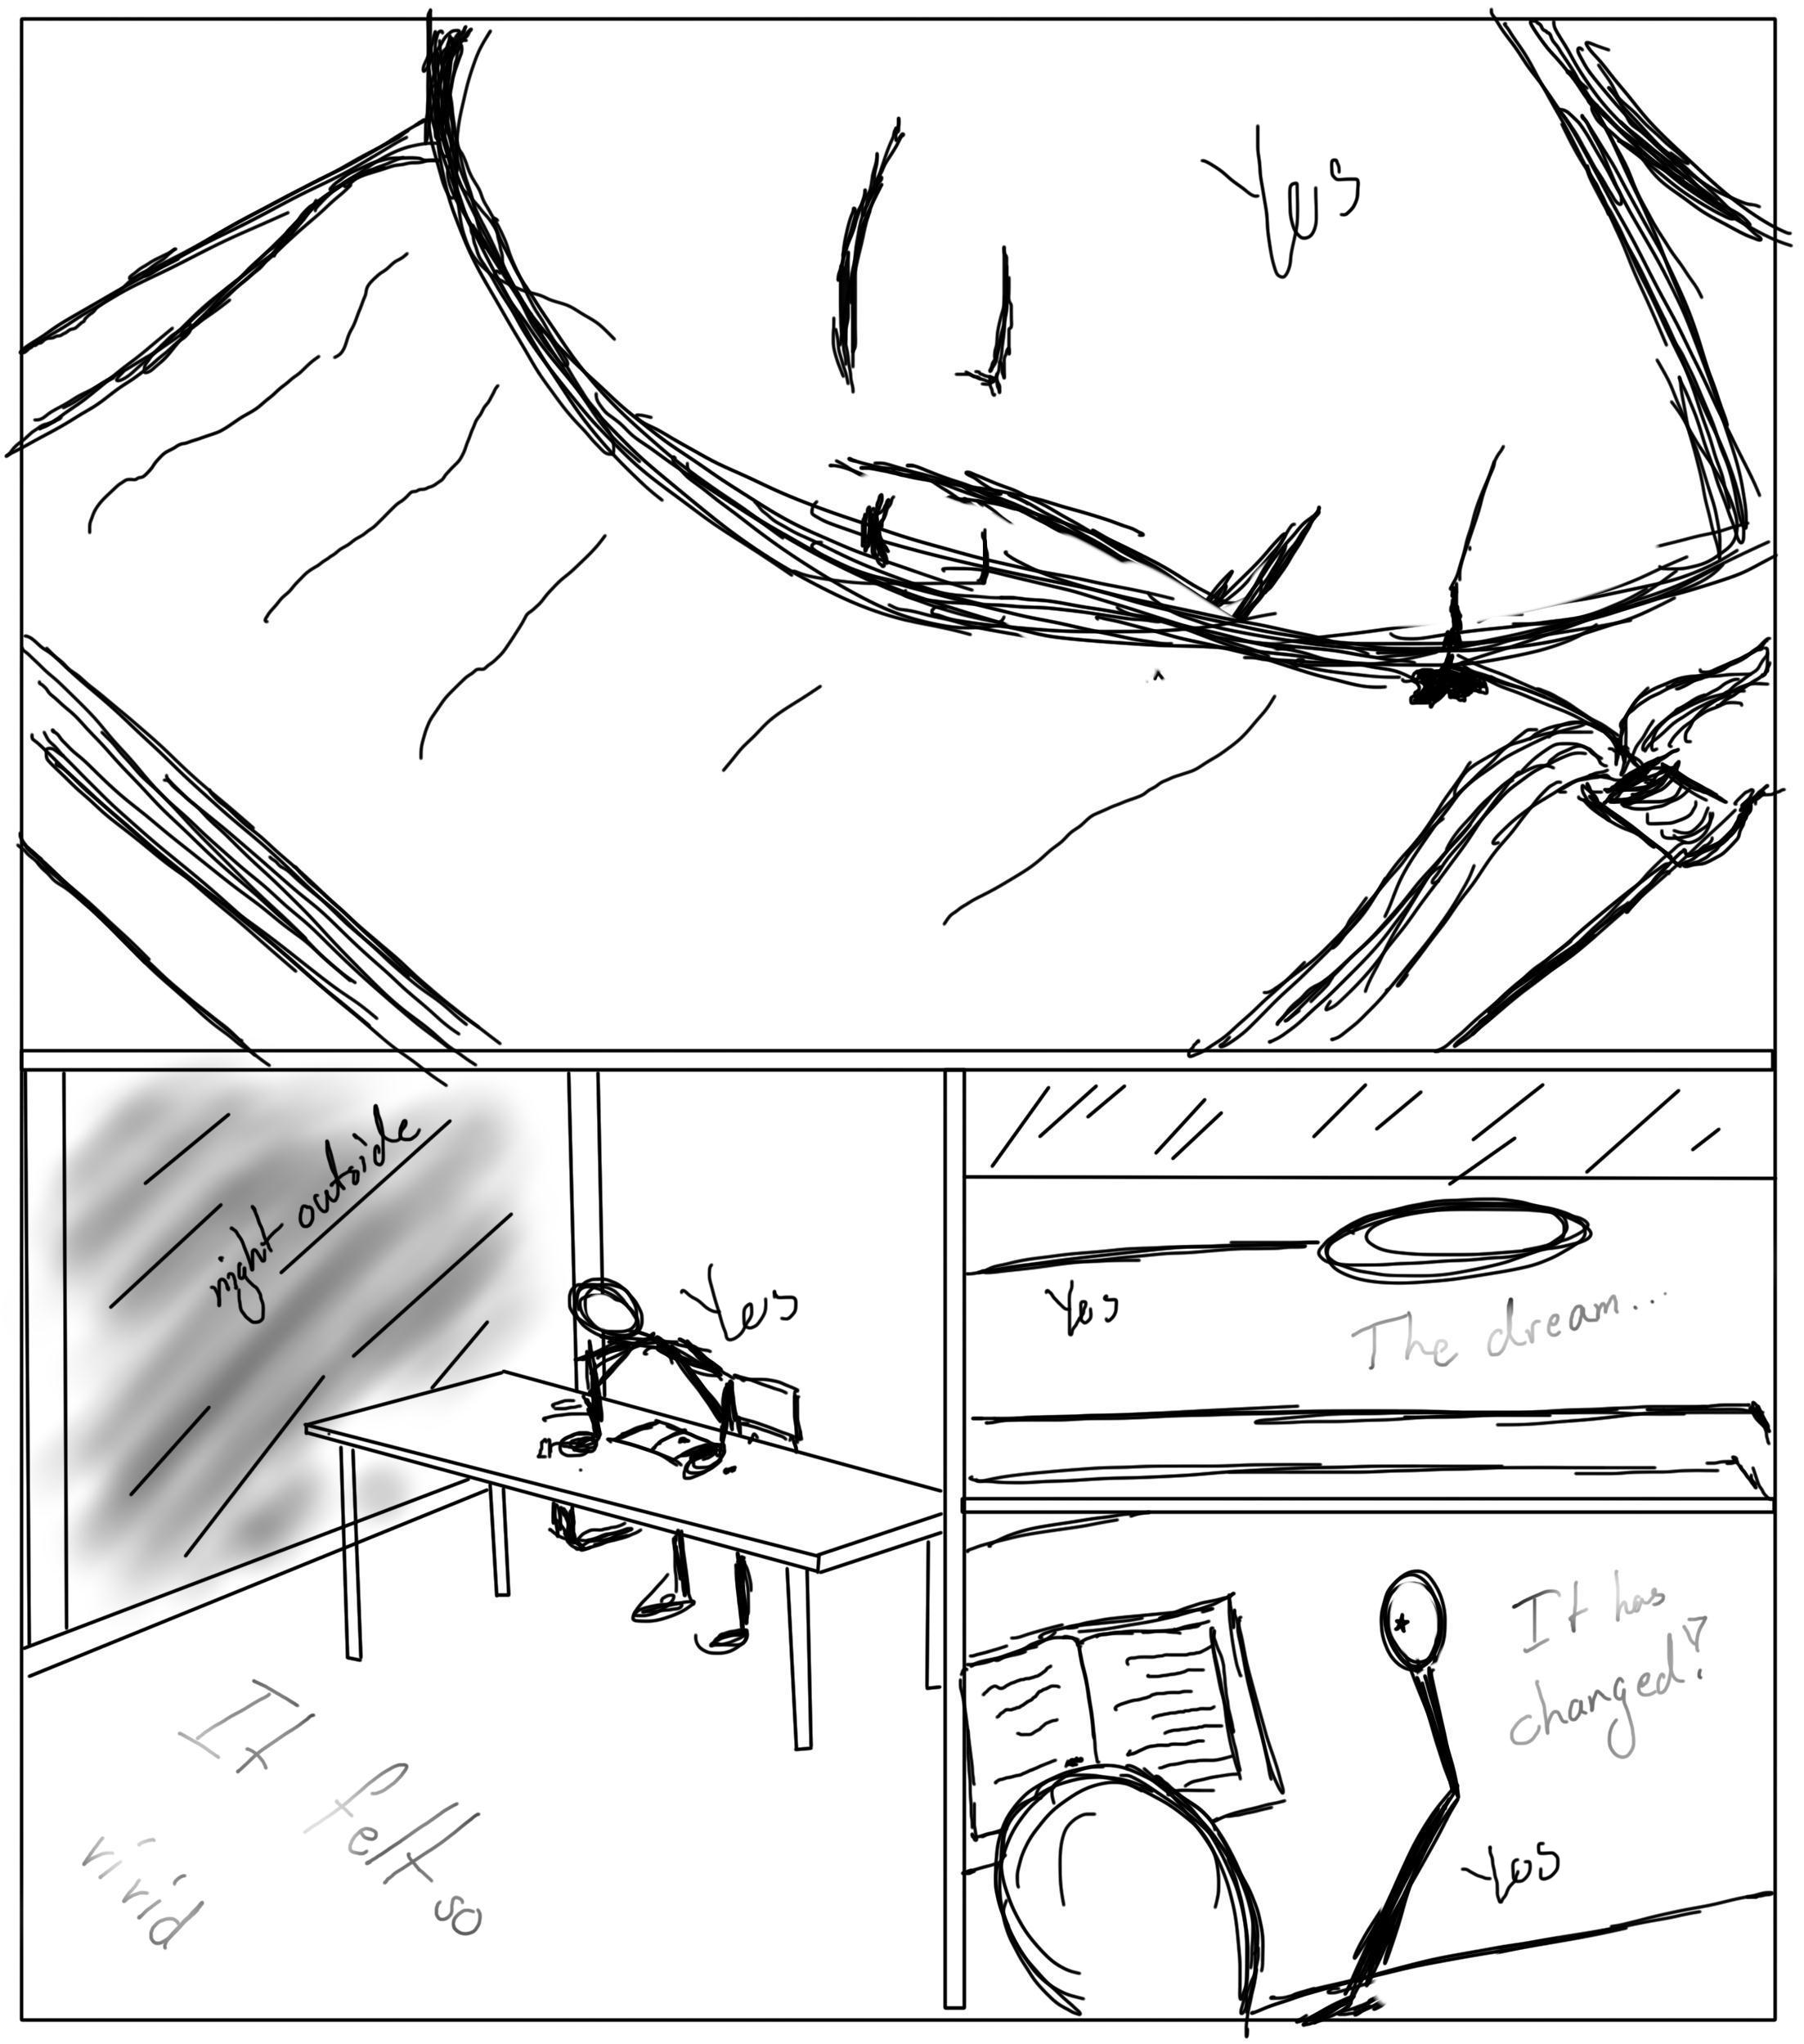 Yes
night outside
Yes
It felt so
vivid
Yes
The dream...
It has
changed?
Yes